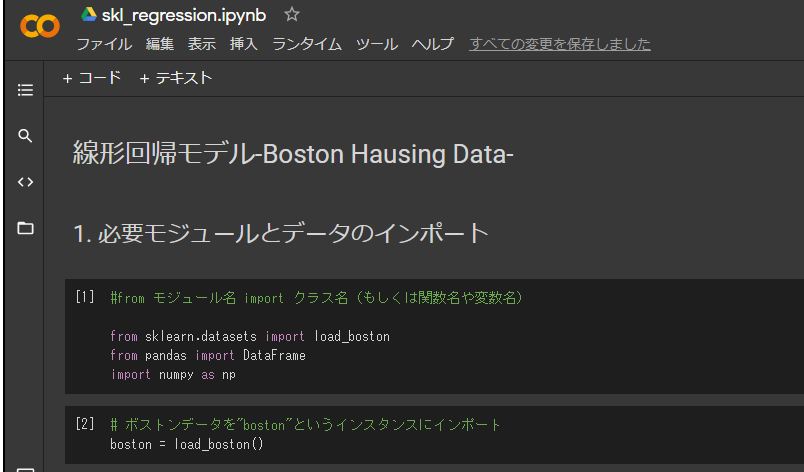 skl_regression.ipynb
ファイル 編集 表示 挿入 ランタイム ツール ヘルプ すべての変更を保存しました
+ コード + テキスト
線形回帰モデル-Boston Hausing Data-
1. 必要モジュールとデータのインポート
[1] #from モジュール名 import クラス名（もしくは関数名や変数名）
from sklearn.datasets import load_boston
from pandas import DataFrame
import numpy as np
[2] # ボストンデータを"boston"というインスタンスにインポート
boston = load_boston()